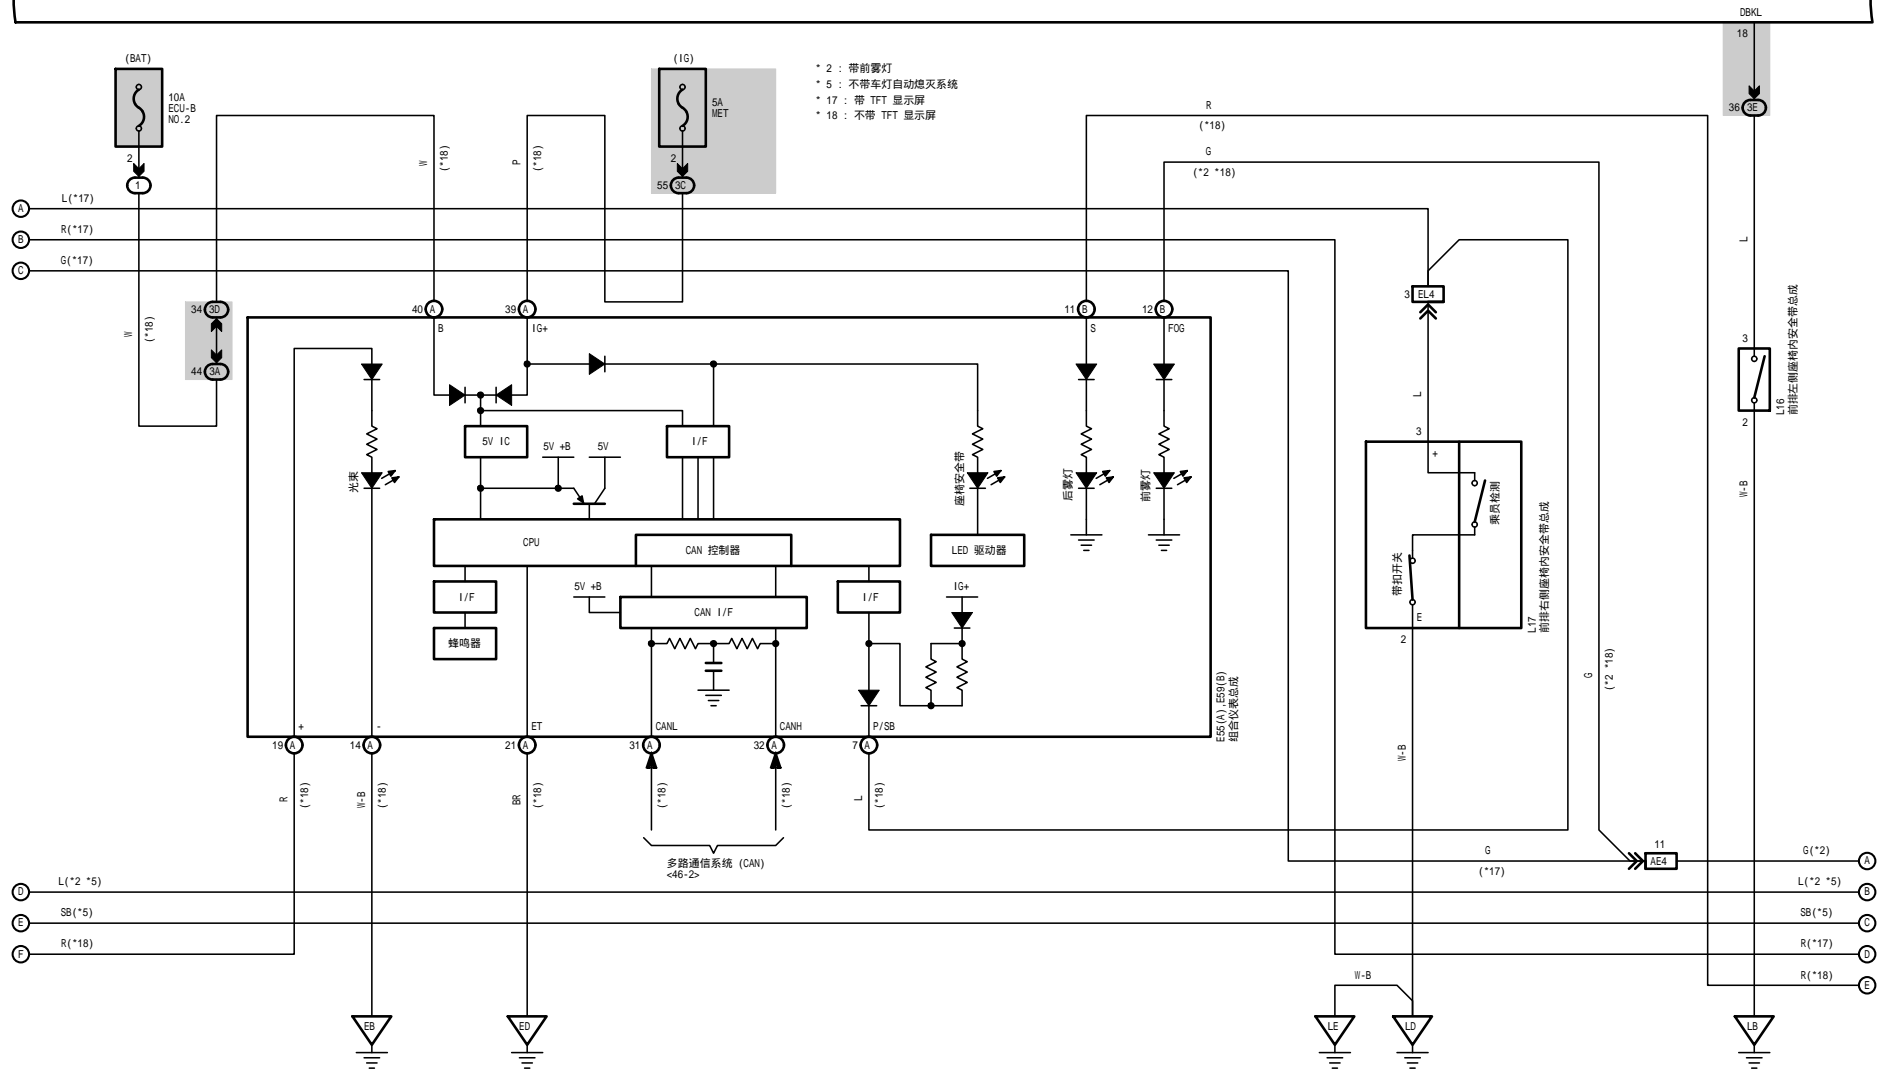 DBKL
18
(BAT)
(IG)
* 2 : 带前雾灯
* 5 : 不带车灯自动熄灭系统
* 17 : 带 TFT 显示屏
* 18 : 不带 TFT 显示屏
10A
ECU-B
NO.2
5A
MET
R
(*18)
36 3E
2
1
W
(*18)
P
(*18)
2
55 3C
G
(*2 *18)
A
L(*17)
B
R(*17)
C
G(*17)
L
3 EL4
W
(*18)
34 3D
44 3A
40 A
39 A
11 B
12 B
B
IG+
S
FOG
3
L16
前排左侧座椅内安全带总成
2
L
W-B
5V IC
5V +B
5V
I/F
光束
座椅安全带
后雾灯
前雾灯
3
+
乘员检测
带扣开关
E
2
L17
前排右侧座椅内安全带总成
CPU
CAN 控制器
LED 驱动器
I/F
5V +B
CAN I/F
I/F
IG+
蜂鸣器
E55(A),E59(B)
组合仪表总成
G
(*2 *18)
+
-
ET
CANL
CANH
P/SB
19 A
14 A
21 A
31 A
32 A
7 A
W-B
R
(*18)
W-B
(*18)
BR
(*18)
(*18)
(*18)
L
(*18)
多路通信系统 (CAN)
<46-2>
G
(*17)
11
AE4
G(*2)
A
D
L(*2 *5)
L(*2 *5)
B
E
SB(*5)
SB(*5)
C
F
R(*18)
R(*17)
D
W-B
R(*18)
E
EB
ED
LE
LD
LB